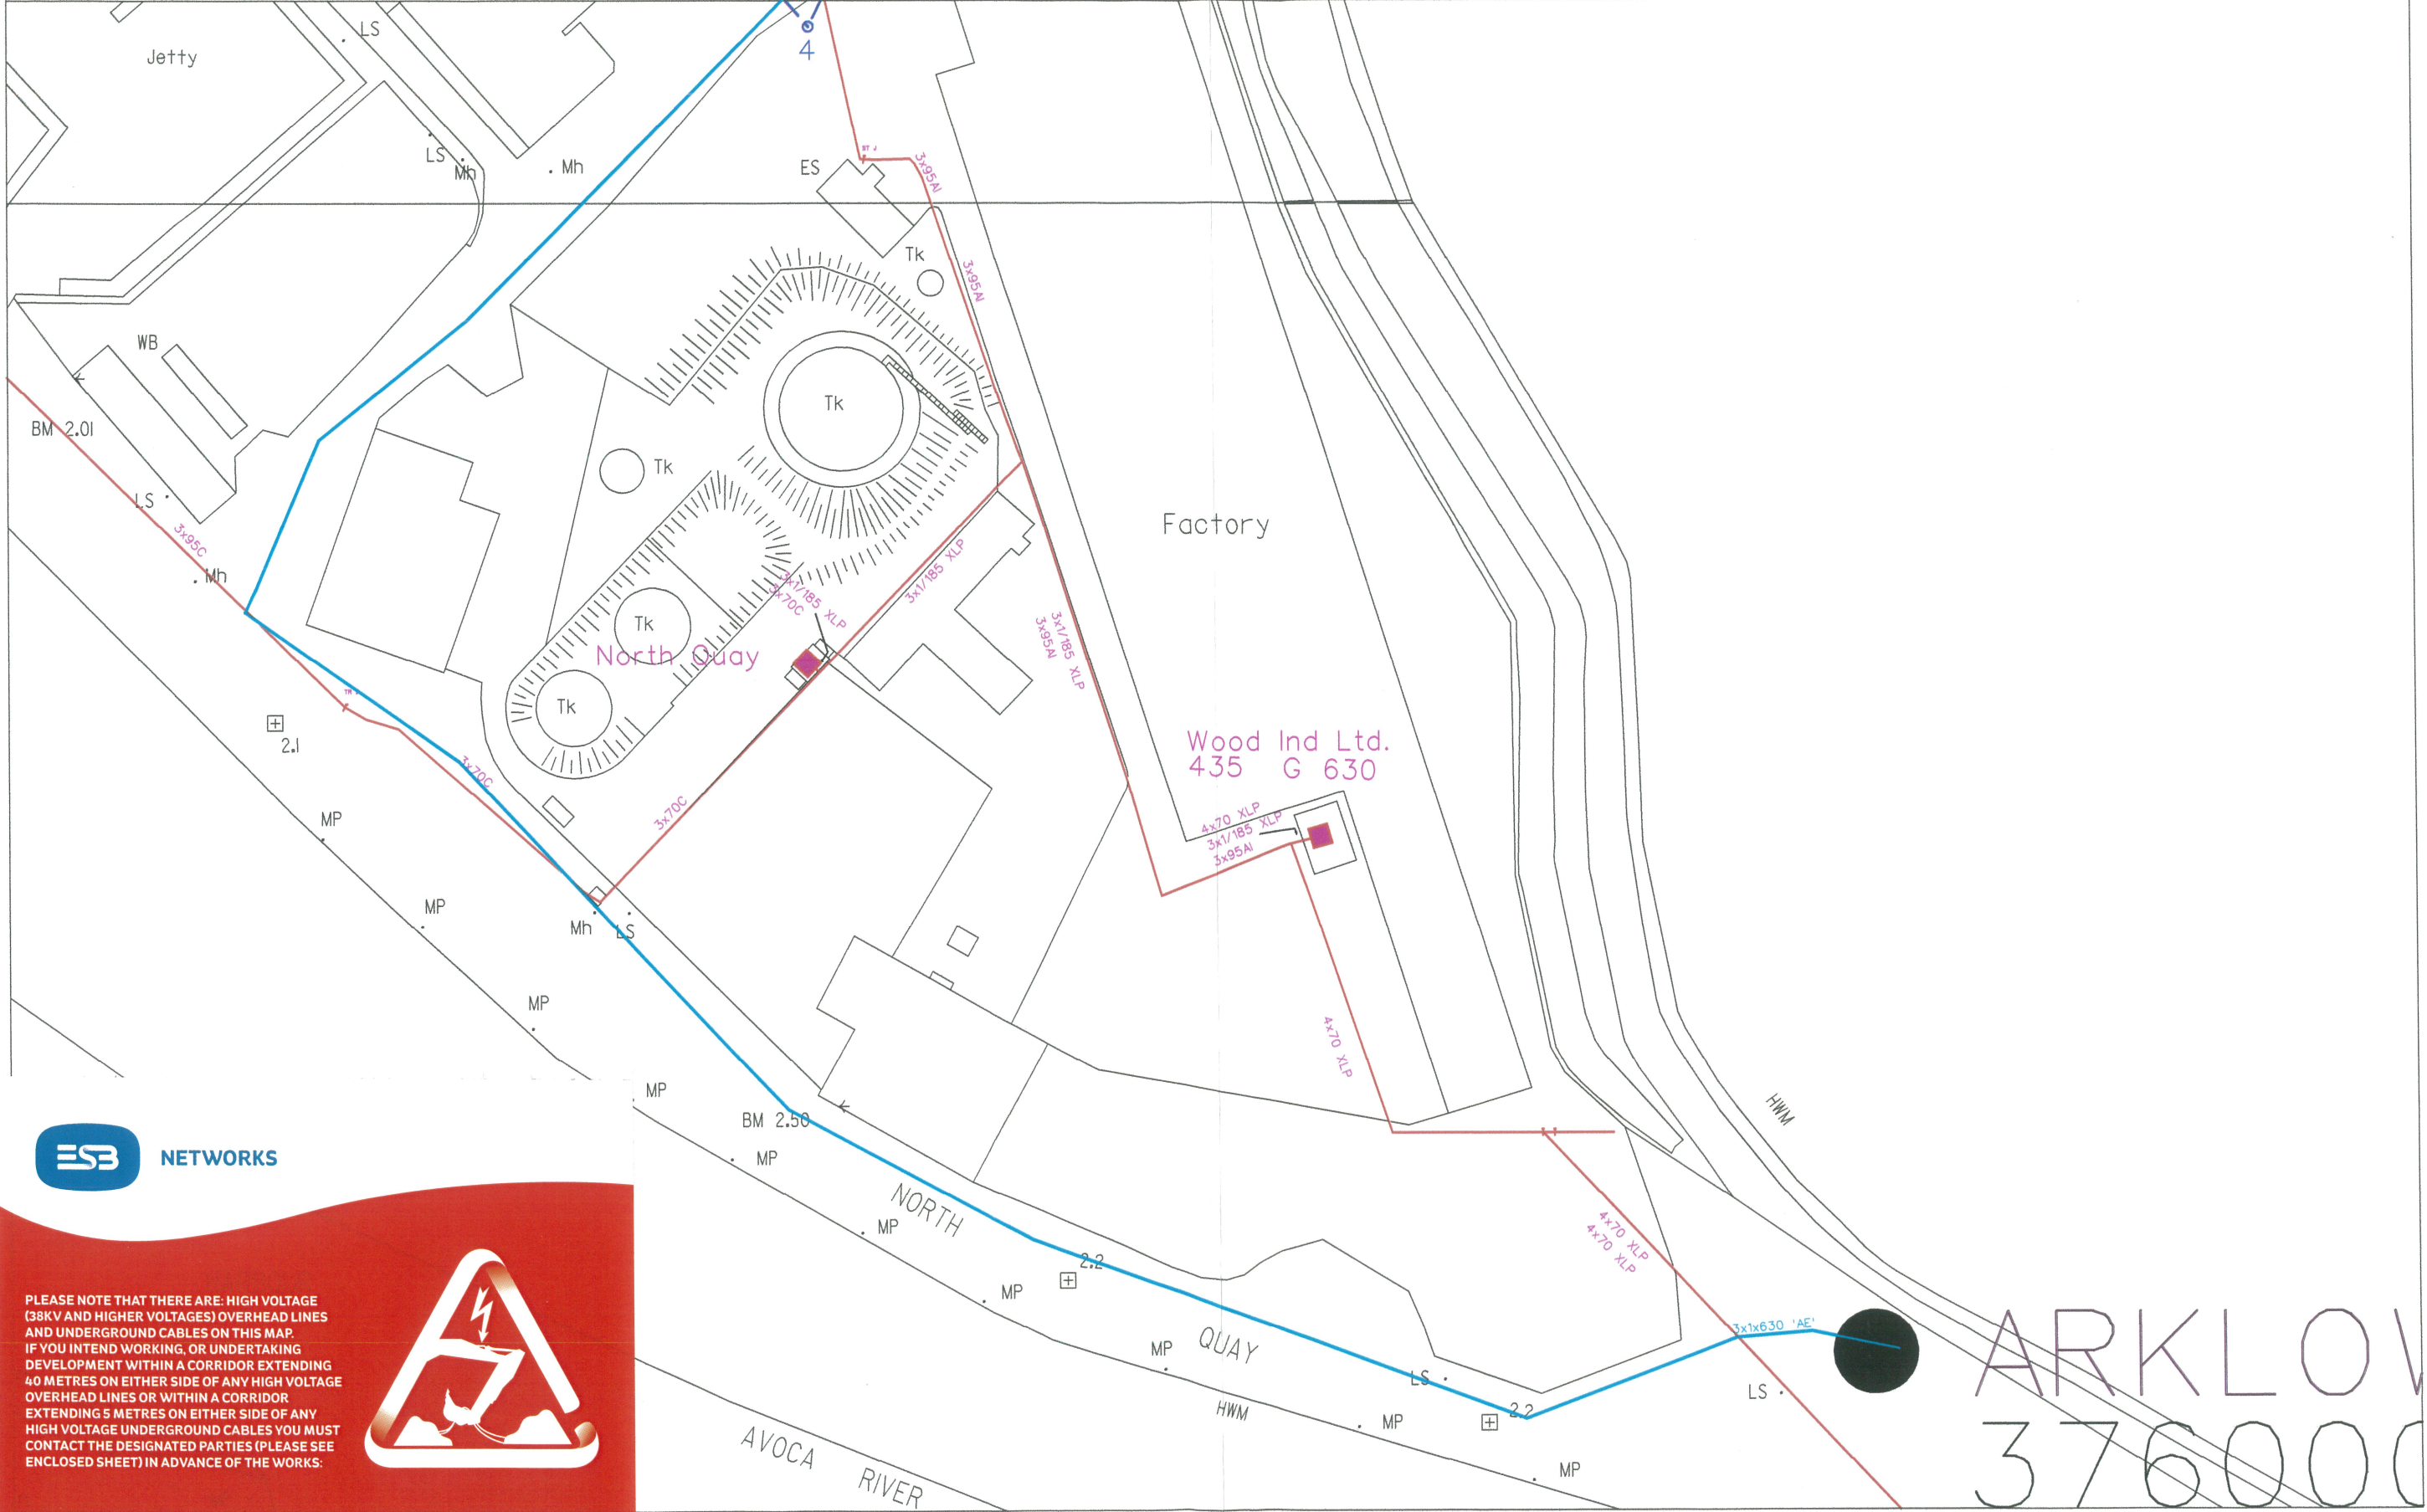 4
LS
Jetty
LS
Mh
Mh
ES
3x95Al
Tk
3x95Al
WB
Tk
BM 2.01
Tk
LS
Factory
3x95C
3x1/185 XLP
Mh
3x1/185 XLP
3x70C
Tk
North Quay
3x1/185 XLP
3x95Al
Tk
2.1
Wood Ind Ltd.
435 G 630
3x70C
3x70C
MP
4x70 XLP
3x1/185 XLP
3x95Al
MP
Mh
LS
MP
4x70 XLP
MP
BM 2.50
HWM
MP
NORTH
MP
4x70 XLP
4x70 XLP
2.2
MP
QUAY
MP
3x1x630 'AE'
LS
LS
HWM
2.2
MP
MP
AVOCA
RIVER
ARKLO
37600
ESB NETWORKS
PLEASE NOTE THAT THERE ARE: HIGH VOLTAGE
(38KV AND HIGHER VOLTAGES) OVERHEAD LINES
AND UNDERGROUND CABLES ON THIS MAP.
IF YOU INTEND WORKING, OR UNDERTAKING
DEVELOPMENT WITHIN A CORRIDOR EXTENDING
40 METRES ON EITHER SIDE OF ANY HIGH VOLTAGE
OVERHEAD LINES OR WITHIN A CORRIDOR
EXTENDING 5 METRES ON EITHER SIDE OF ANY
HIGH VOLTAGE UNDERGROUND CABLES YOU MUST
CONTACT THE DESIGNATED PARTIES (PLEASE SEE
ENCLOSED SHEET) IN ADVANCE OF THE WORKS: